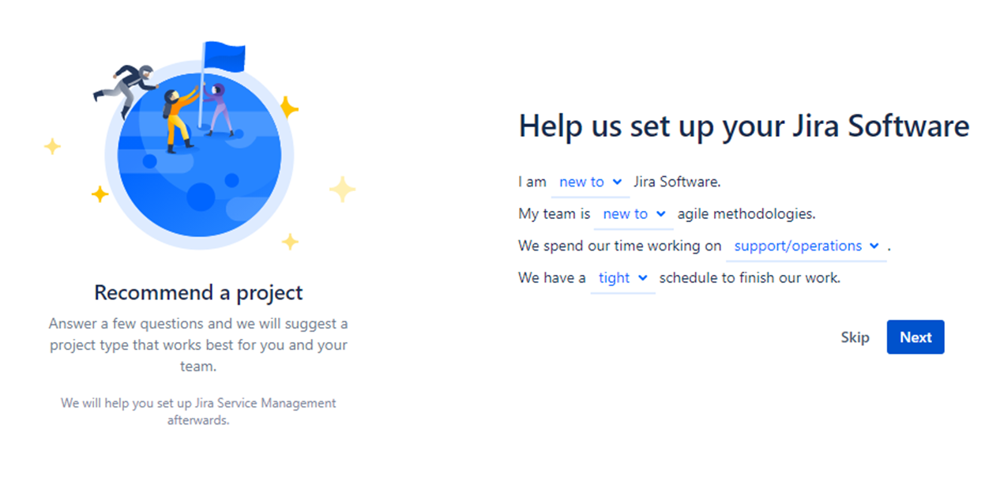 Recommend a project
Answer a few questions and we will suggest a
project type that works best for you and your
team.
We will help you set up Jira Service Management
afterwards.
Help us set up your Jira Software
I am new to Jira Software.
My team is new to agile methodologies.
We spend our time working on support/operations .
We have a tight schedule to finish our work.
Skip Next